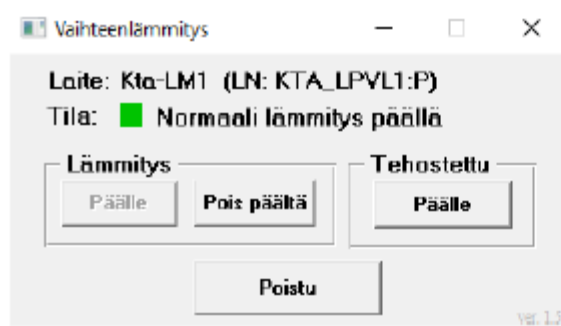 Vaihteenlämmitys
Laite: Kta-LM1 (LN: KTA_LPVL1:P)
Tila: Normaali lämmitys päällä
Lämmitys Tehostettu
Päälle Pois päältä Päälle
Poistu